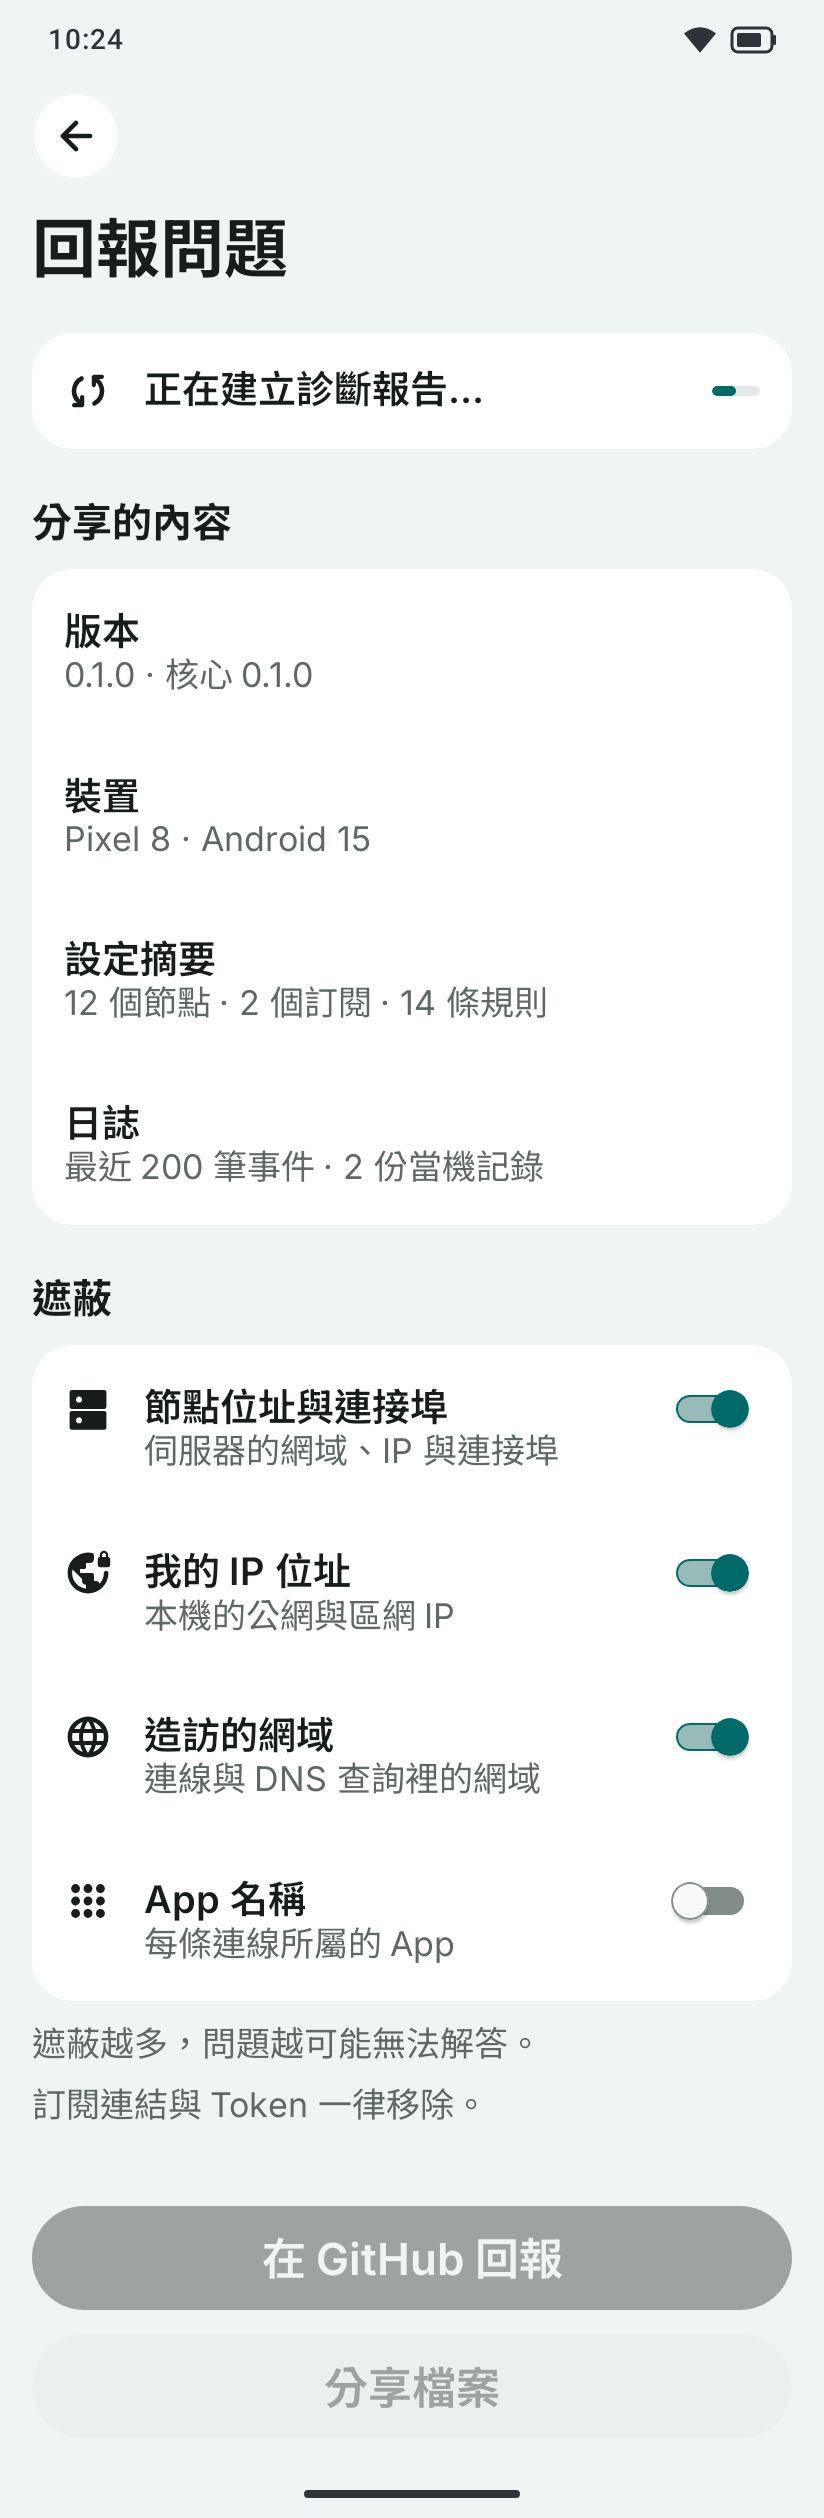 10:24
回報問題
正在建立診斷報告...
分享的內容
版本
0.1.0 · 核心 0.1.0
裝置
Pixel 8 · Android 15
設定摘要
12 個節點 · 2 個訂閱 · 14 條規則
日誌
最近 200 筆事件 · 2 份當機記錄
遮蔽
節點位址與連接埠
伺服器的網域、IP 與連接埠
我的 IP 位址
本機的公網與區網 IP
造訪的網域
連線與 DNS 查詢裡的網域
App 名稱
每條連線所屬的 App
遮蔽越多，問題越可能無法解答。
訂閱連結與 Token 一律移除。
在 GitHub 回報
分享檔案